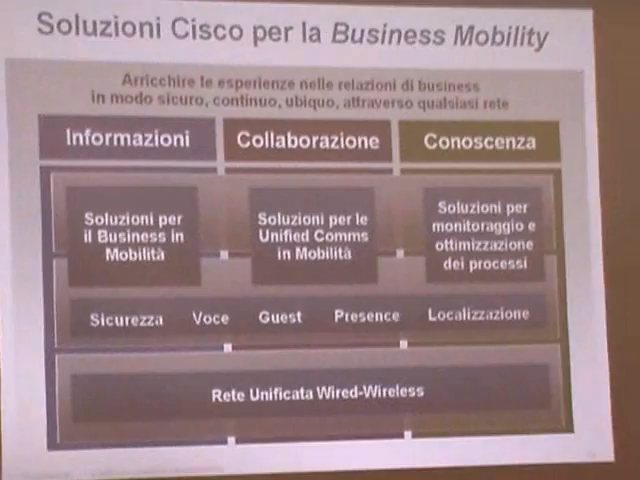 Soluzioni Cisco per la Business Mobility
Arricchire le esperienze nelle relazioni di business
in modo sicuro, continuo, ubiquo, attraverso qualsiasi rete
Informazioni
Collaborazione
Conoscenza
Soluzioni per
il Business in
Mobilità
Soluzioni per le
Unified Comms
in Mobilità
Soluzioni per
monitoraggio e
ottimizzazione
dei processi
Sicurezza Voce Guest Presence Localizzazione
Rete Unificata Wired-Wireless